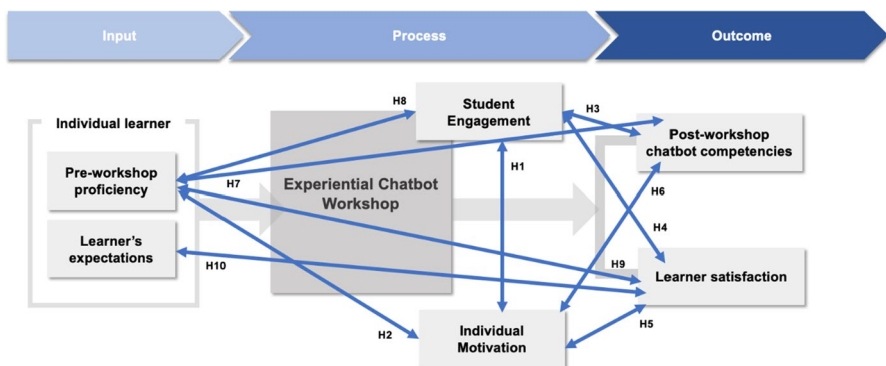 Input
Process
Outcome
Individual learner
Pre-workshop
proficiency
Learner's
expectations
Experiential Chatbot
Workshop
Student
Engagement
Individual
Motivation
Post-workshop
chatbot competencies
Learner satisfaction
H8
H3
H7
H1
H6
H4
H10
H9
H2
H5